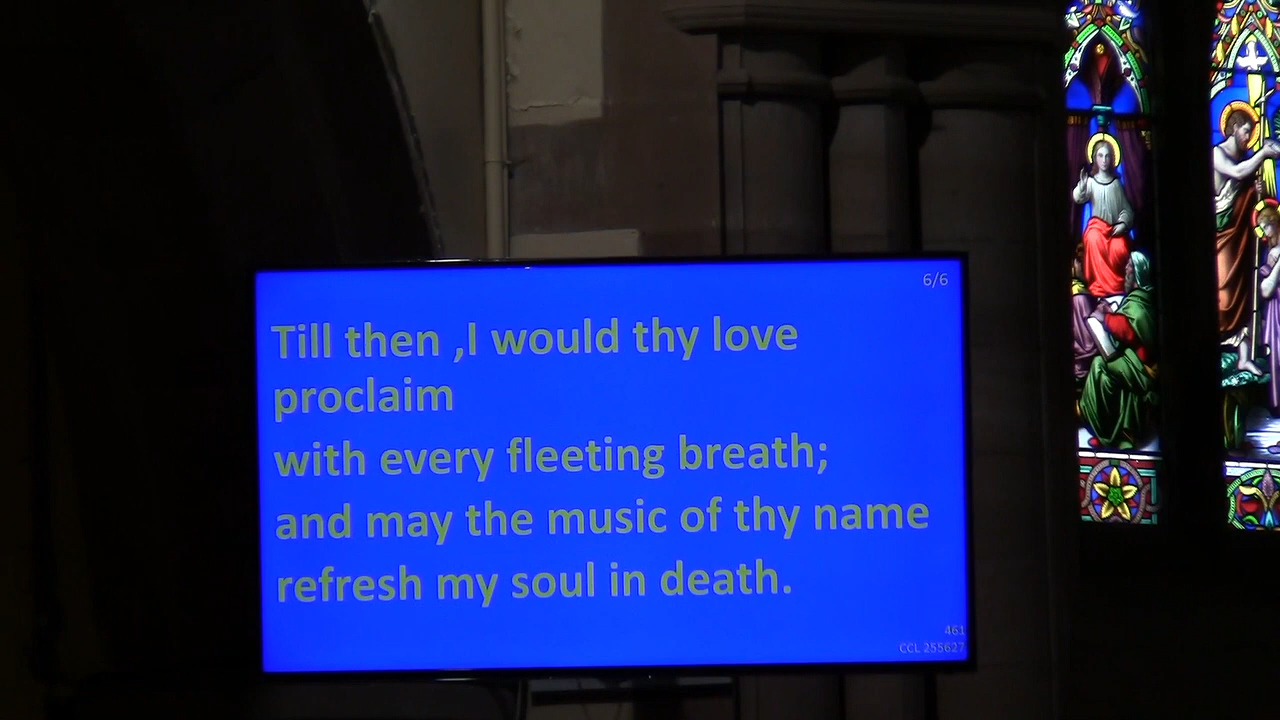 6/6
Till then ,I would thy love
proclaim
with every fleeting breath;
and may the music of thy name
refresh my soul in death.
461
CCL 255627